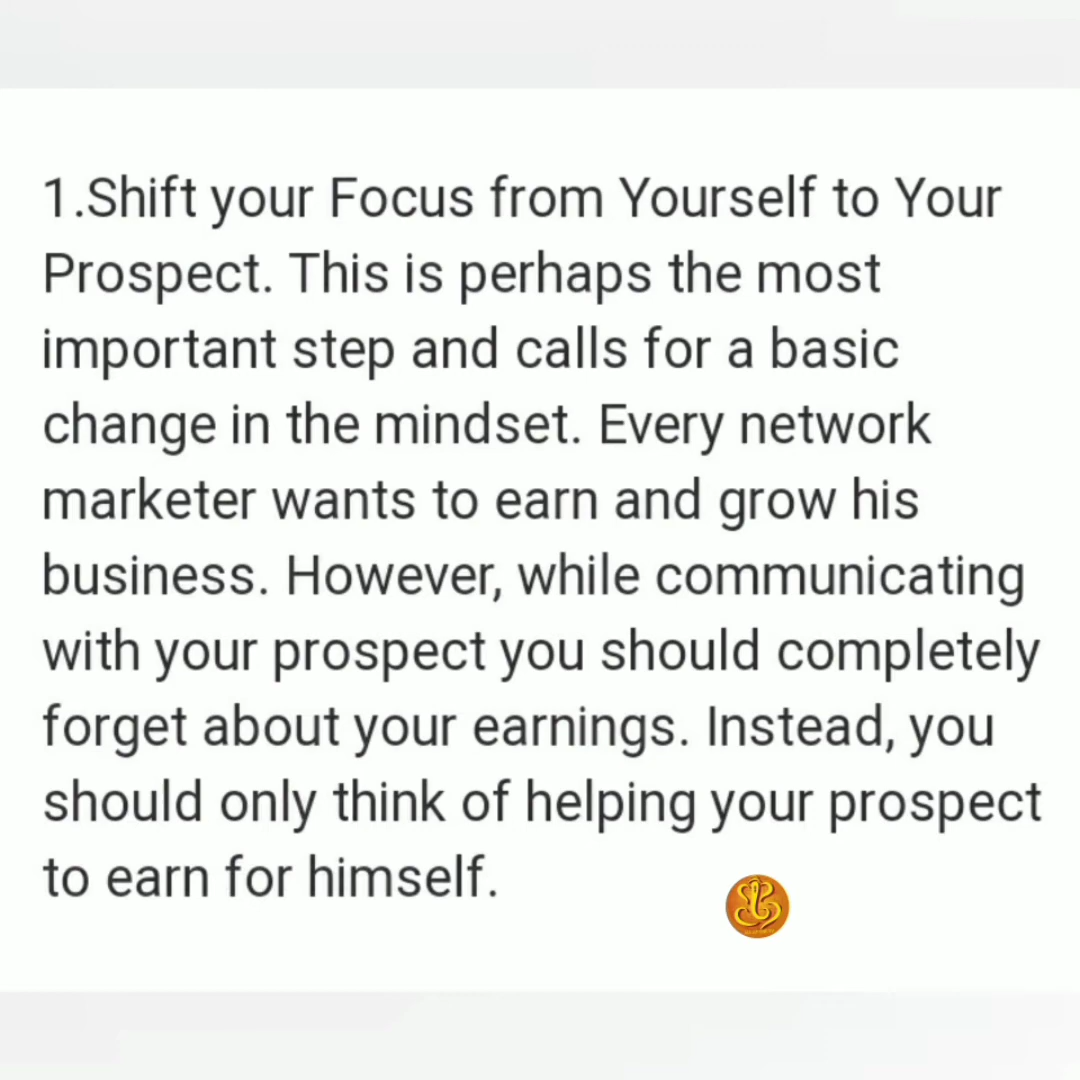 1.Shift your Focus from Yourself to Your
Prospect. This is perhaps the most
important step and calls for a basic
change in the mindset. Every network
marketer wants to earn and grow his
business. However, while communicating
with your prospect you should completely
forget about your earnings. Instead, you
should only think of helping your prospect
to earn for himself.